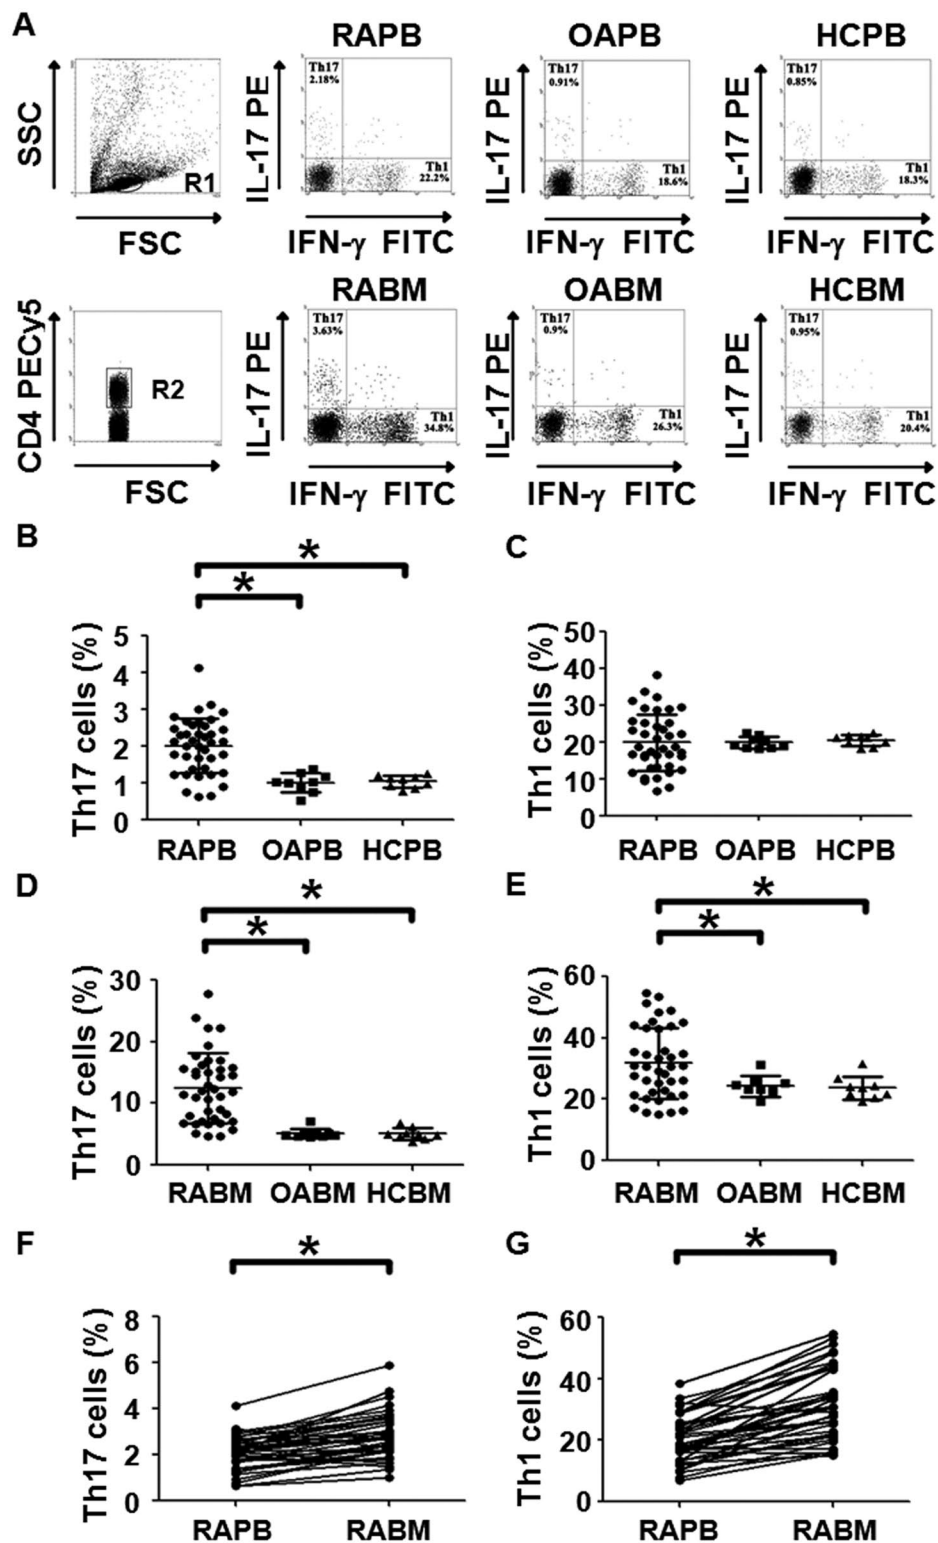 A
RAPB
OAPB
HCPB
SSC
R1
FSC
IL-17 PE
Th17
2.18%
Th1
22.2%
IFN-γ FITC
IL-17 PE
Th17
0.91%
Th1
18.6%
IFN-γ FITC
IL-17 PE
Th17
0.85%
Th1
18.3%
IFN-γ FITC
RABM
OABM
HCBM
CD4 PECy5
R2
FSC
IL-17 PE
Th17
3.63%
Th1
34.8%
IFN-γ FITC
IL-17 PE
Th17
0.9%
Th1
26.3%
IFN-γ FITC
IL-17 PE
Th17
0.95%
Th1
20.4%
IFN-γ FITC
B
*
*
Th17 cells (%)
5
4
3
2
1
0
RAPB OAPB HCPB
C
Th1 cells (%)
50
40
30
20
10
0
RAPB OAPB HCPB
D
*
*
Th17 cells (%)
30
20
10
0
RABM OABM HCBM
E
*
*
Th1 cells (%)
60
40
20
0
RABM OABM HCBM
F
*
Th17 cells (%)
8
6
4
2
0
RAPB RABM
G
*
Th1 cells (%)
60
40
20
0
RAPB RABM